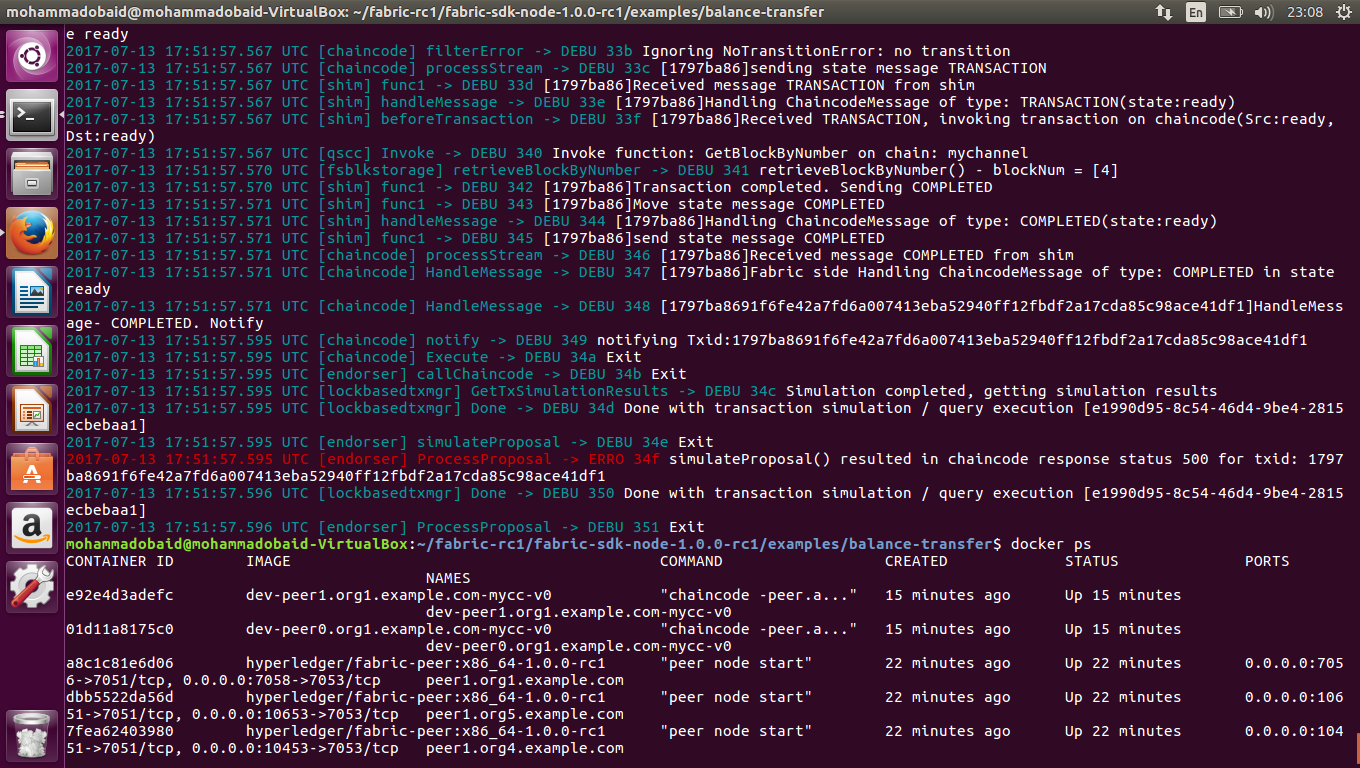 mohammadobaid@mohammadobaid-VirtualBox: ~/fabric-rc1/fabric-sdk-node-1.0.0-rc1/examples/balance-transfer
En
23:08
e ready
2017-07-13 17:51:57.567 UTC [chaincode] filterError -> DEBU 33b Ignoring NoTransitionError: no transition
2017-07-13 17:51:57.567 UTC [chaincode] processStream -> DEBU 33c [1797ba86]sending state message TRANSACTION
2017-07-13 17:51:57.567 UTC [shim] func1 -> DEBU 33d [1797ba86]Received message TRANSACTION from shim
2017-07-13 17:51:57.567 UTC [shim] handleMessage -> DEBU 33e [1797ba86]Handling ChaincodeMessage of type: TRANSACTION(state:ready)
2017-07-13 17:51:57.567 UTC [shim] beforeTransaction -> DEBU 33f [1797ba86]Received TRANSACTION, invoking transaction on chaincode(Src:ready,
Dst:ready)
2017-07-13 17:51:57.567 UTC [qscc] Invoke -> DEBU 340 Invoke function: GetBlockByNumber on chain: mychannel
2017-07-13 17:51:57.570 UTC [fsblkstorage] retrieveBlockByNumber -> DEBU 341 retrieveBlockByNumber() - blockNum = [4]
2017-07-13 17:51:57.570 UTC [shim] func1 -> DEBU 342 [1797ba86]Transaction completed. Sending COMPLETED
2017-07-13 17:51:57.571 UTC [shim] func1 -> DEBU 343 [1797ba86]Move state message COMPLETED
2017-07-13 17:51:57.571 UTC [shim] handleMessage -> DEBU 344 [1797ba86]Handling ChaincodeMessage of type: COMPLETED(state:ready)
2017-07-13 17:51:57.571 UTC [shim] func1 -> DEBU 345 [1797ba86]send state message COMPLETED
2017-07-13 17:51:57.571 UTC [chaincode] processStream -> DEBU 346 [1797ba86]Received message COMPLETED from shim
2017-07-13 17:51:57.571 UTC [chaincode] HandleMessage -> DEBU 347 [1797ba86]Fabric side Handling ChaincodeMessage of type: COMPLETED in state
ready
2017-07-13 17:51:57.571 UTC [chaincode] HandleMessage -> DEBU 348 [1797ba8691f6fe42a7fd6a007413eba52940ff12fbdf2a17cda85c98ace41df1]HandleMess
age- COMPLETED. Notify
2017-07-13 17:51:57.595 UTC [chaincode] notify -> DEBU 349 notifying Txid:1797ba8691f6fe42a7fd6a007413eba52940ff12fbdf2a17cda85c98ace41df1
2017-07-13 17:51:57.595 UTC [chaincode] Execute -> DEBU 34a Exit
2017-07-13 17:51:57.595 UTC [endorser] callChaincode -> DEBU 34b Exit
2017-07-13 17:51:57.595 UTC [lockbasedtxmgr] GetTxSimulationResults -> DEBU 34c Simulation completed, getting simulation results
2017-07-13 17:51:57.595 UTC [lockbasedtxmgr] Done -> DEBU 34d Done with transaction simulation / query execution [e1990d95-8c54-46d4-9be4-2815
ecbebaa1]
2017-07-13 17:51:57.595 UTC [endorser] simulateProposal -> DEBU 34e Exit
2017-07-13 17:51:57.595 UTC [endorser] ProcessProposal -> ERRO 34f simulateProposal() resulted in chaincode response status 500 for txid: 1797
ba8691f6fe42a7fd6a007413eba52940ff12fbdf2a17cda85c98ace41df1
2017-07-13 17:51:57.596 UTC [lockbasedtxmgr] Done -> DEBU 350 Done with transaction simulation / query execution [e1990d95-8c54-46d4-9be4-2815
ecbebaa1]
2017-07-13 17:51:57.596 UTC [endorser] ProcessProposal -> DEBU 351 Exit
mohammadobaid@mohammadobaid-VirtualBox:~/fabric-rc1/fabric-sdk-node-1.0.0-rc1/examples/balance-transfer$ docker ps
CONTAINER ID        IMAGE                                         COMMAND                  CREATED             STATUS              PORTS
                                        NAMES
e92e4d3adefc        dev-peer1.org1.example.com-mycc-v0            "chaincode -peer.a..."   15 minutes ago      Up 15 minutes
                                        dev-peer1.org1.example.com-mycc-v0
01d11a8175c0        dev-peer0.org1.example.com-mycc-v0            "chaincode -peer.a..."   15 minutes ago      Up 15 minutes
                                        dev-peer0.org1.example.com-mycc-v0
a8c1c81e6d06        hyperledger/fabric-peer:x86_64-1.0.0-rc1      "peer node start"        22 minutes ago      Up 22 minutes       0.0.0.0:705
6->7051/tcp, 0.0.0.0:7058->7053/tcp     peer1.org1.example.com
dbb5522da56d        hyperledger/fabric-peer:x86_64-1.0.0-rc1      "peer node start"        22 minutes ago      Up 22 minutes       0.0.0.0:106
51->7051/tcp, 0.0.0.0:10653->7053/tcp   peer1.org5.example.com
7fea62403980        hyperledger/fabric-peer:x86_64-1.0.0-rc1      "peer node start"        22 minutes ago      Up 22 minutes       0.0.0.0:104
51->7051/tcp, 0.0.0.0:10453->7053/tcp   peer1.org4.example.com